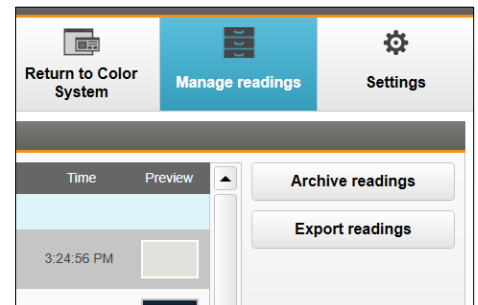 Return to Color
System
Manage readings
Settings
Time Preview
Archive readings
Export readings
3:24:56 PM